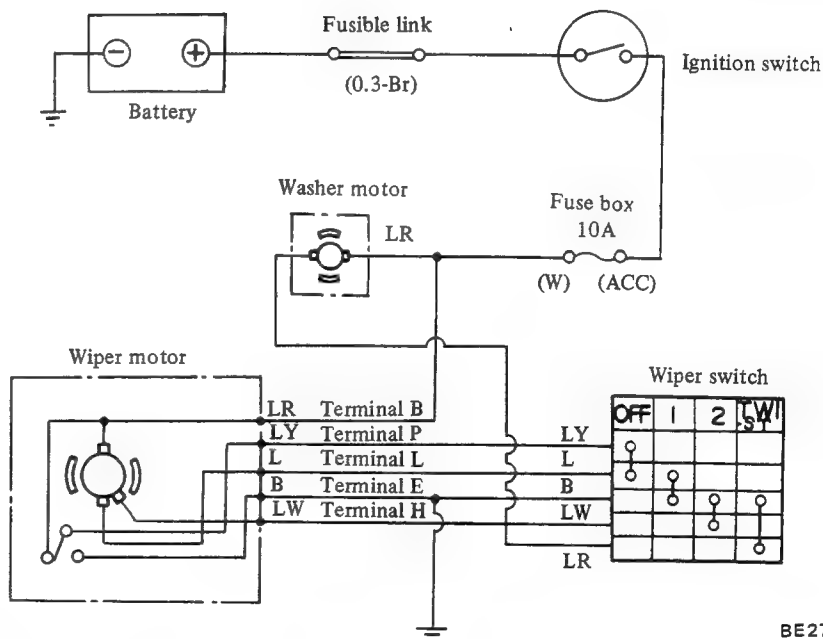 Fusible link
(0.3-Br)
Battery
Ignition switch
Washer motor
LR
Fuse box
10A
(W) (ACC)
Wiper motor
Wiper switch
OFF 1 2
LR Terminal B
LY Terminal P LY
L Terminal L L
B Terminal E B
LW Terminal H LW
LR
BE27